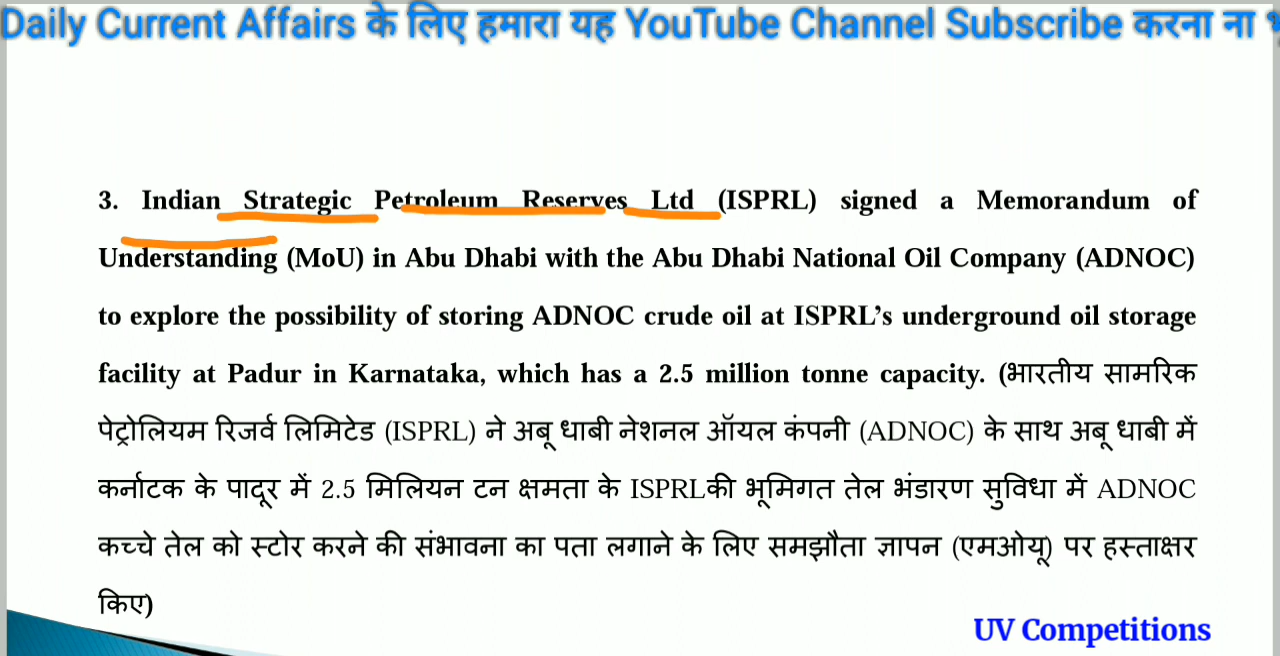 Daily Current Affairs के लिए हमारा यह YouTube Channel Subscribe करना ना
3. Indian Strategic Petroleum Reserves Ltd (ISPRL) signed a Memorandum of
Understanding (MoU) in Abu Dhabi with the Abu Dhabi National Oil Company (ADNOC)
to explore the possibility of storing ADNOC crude oil at ISPRL’s underground oil storage
facility at Padur in Karnataka, which has a 2.5 million tonne capacity. (भारतीय सामरिक
पेट्रोलियम रिजर्व लिमिटेड (ISPRL) ने अबू धाबी नेशनल ऑयल कंपनी (ADNOC) के साथ अबू धाबी में
कर्नाटक के पादूर में 2.5 मिलियन टन क्षमता के ISPRLकी भूमिगत तेल भंडारण सुविधा में ADNOC
कच्चे तेल को स्टोर करने की संभावना का पता लगाने के लिए समझौता ज्ञापन (एमओयू) पर हस्ताक्षर
किए)
UV Competitions